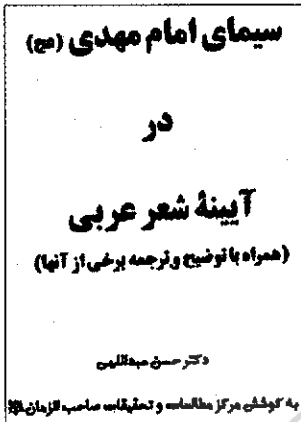 سیمای امام مهدی (عج)
در
آیینهٔ شعر عربی
(همراه با توضیح و ترجمه برخی از آنها)
دکتر حسن عبداللهی
به کوشش مرکز مطالعات و تحقیقات صاحب الزمان